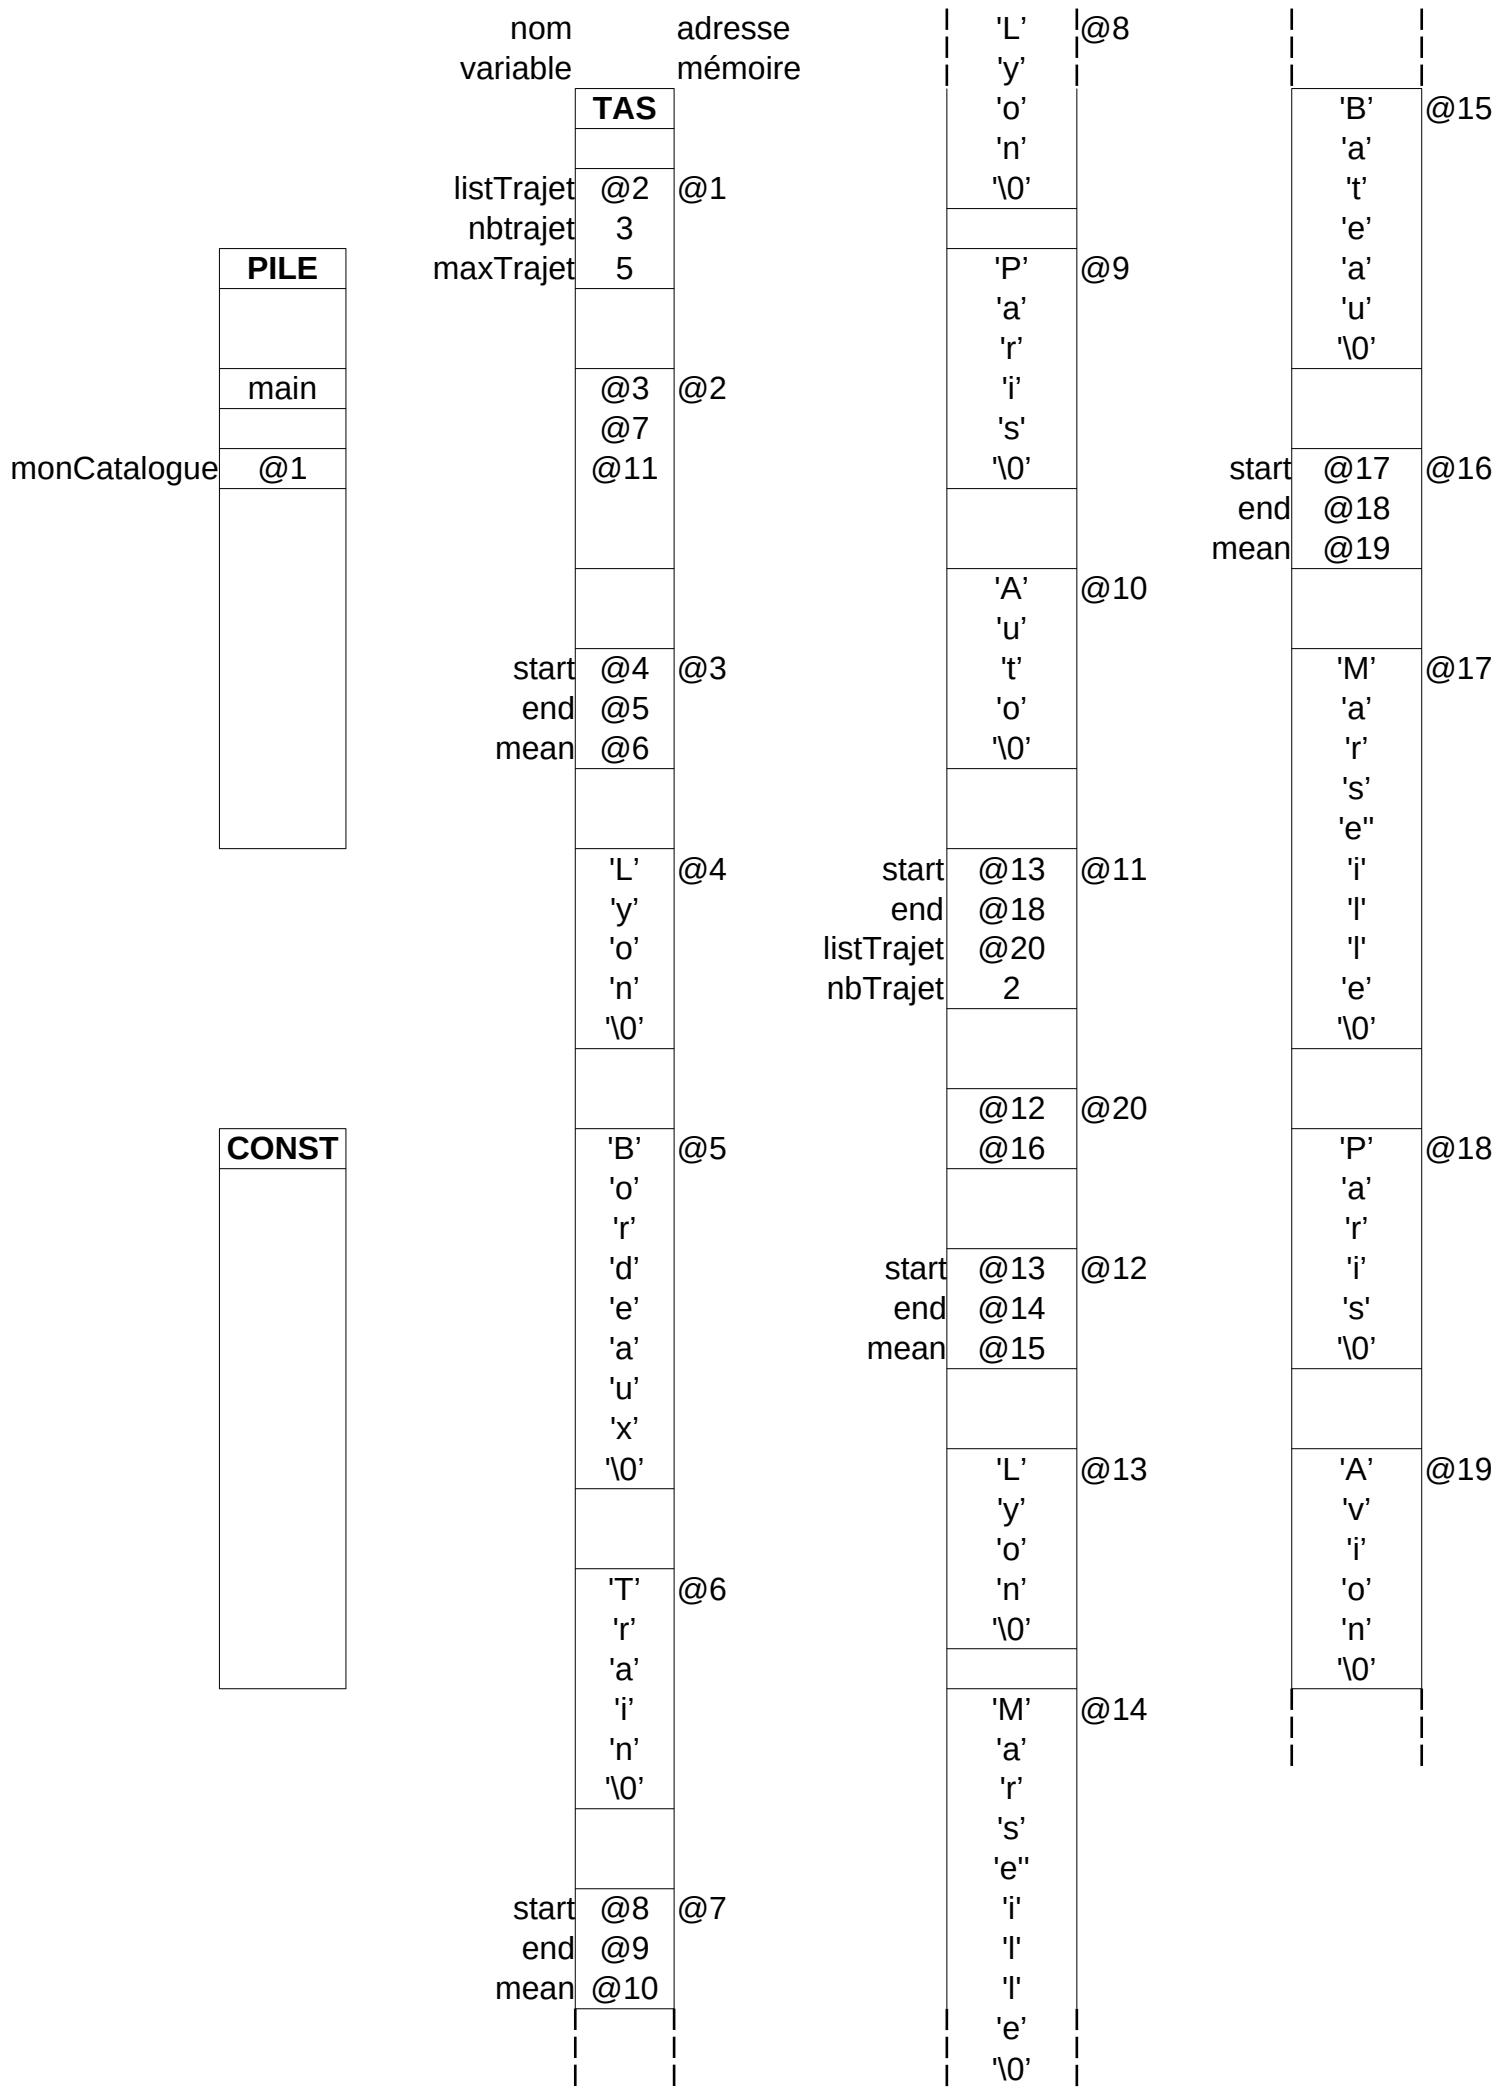 nom adresse
variable mémoire
TAS
listTrajet @2 @1
nbtrajet 3
maxTrajet 5
@3 @2
@7
@11
start @4 @3
end @5
mean @6
'L’ @4
'y’
'o’
'n’
'\0’
'B’ @5
'o’
'r’
'd’
'e’
'a’
'u’
'x’
'\0’
'T’ @6
'r’
'a’
'i’
'n’
'\0’
start @8 @7
end @9
mean @10
PILE
main
monCatalogue @1
CONST
'L’ @8
'y’
'o’
'n’
'\0’
'P’ @9
'a’
'r’
'i’
's'
'\0’
'A’ @10
'u’
't’
'o’
'\0’
start @13 @11
end @18
listTrajet @20
nbTrajet 2
@12 @20
@16
start @13 @12
end @14
mean @15
'L’ @13
'y’
'o’
'n’
'\0’
'M’ @14
'a’
'r’
's’
'e''
'i'
'l'
'l'
'e’
'\0’
'B’ @15
'a’
't’
'e’
'a’
'u’
'\0’
start @17 @16
end @18
mean @19
'M’ @17
'a’
'r’
's’
'e''
'i'
'l'
'l'
'e’
'\0’
'P’ @18
'a’
'r’
'i’
's'
'\0’
'A’ @19
'v’
'i’
'o’
'n’
'\0’